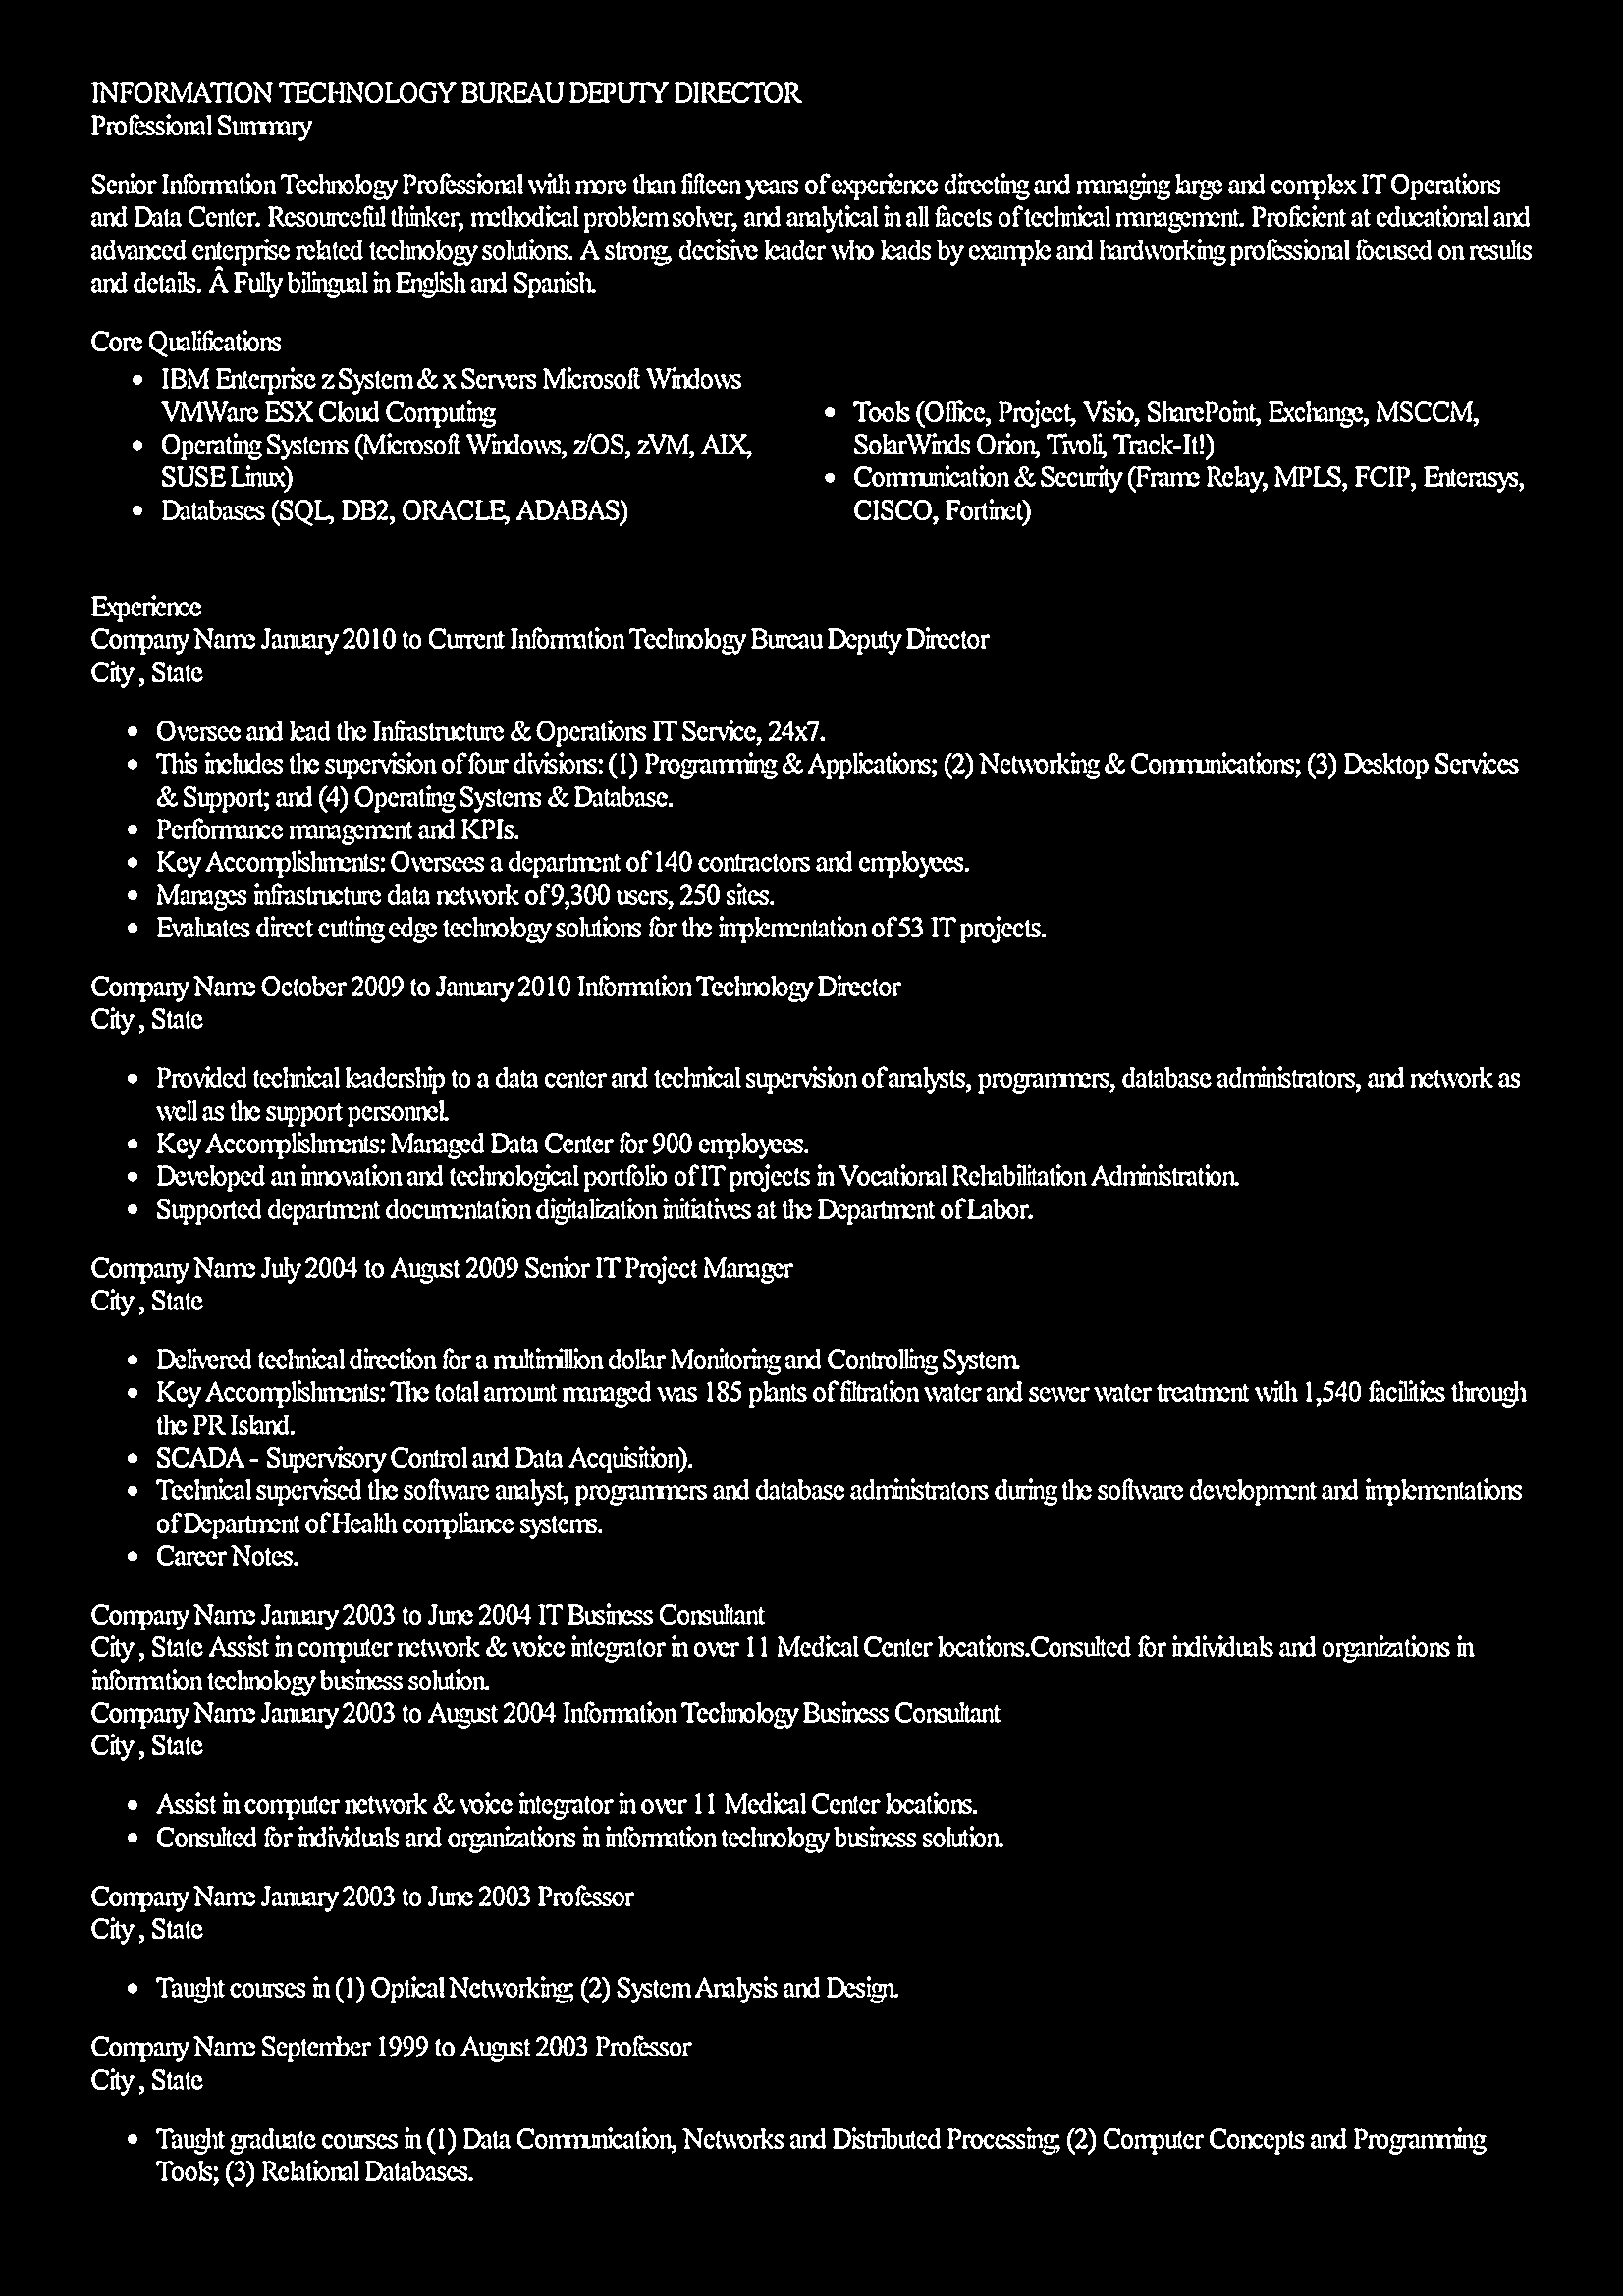 INFORMATION TECHNOLOGY BUREAU DEPUTY DIRECTOR
Professional Summary
Senior Information Technology Professional with more than fifteen years of experience directing and managing large and complex IT Operations
and Data Center. Resourceful thinker, methodical problem solver, and analytical in all facets of technical management. Proficient at educational and
advanced enterprise related technology solutions. A strong, decisive leader who leads by example and hardworking professional focused on results
and details. Â Fully bilingual in English and Spanish.
Core Qualifications
• IBM Enterprise z System & x Servers Microsoft Windows
VMWare ESX Cloud Computing
• Operating Systems (Microsoft Windows, z/OS, zVM, AIX,
SUSE Linux)
• Databases (SQL, DB2, ORACLE, ADABAS)
• Tools (Office, Project, Visio, SharePoint, Exchange, MSCCM,
SolarWinds Orion, Tivoli, Track-It!)
• Communication & Security (Frame Relay, MPLS, FCIP, Enterasys,
CISCO, Fortinet)
Experience
Company Name January 2010 to Current Information Technology Bureau Deputy Director
City , State
• Oversee and lead the Infrastructure & Operations IT Service, 24x7.
• This includes the supervision of four divisions: (1) Programming & Applications; (2) Networking & Communications; (3) Desktop Services
& Support; and (4) Operating Systems & Database.
• Performance management and KPIs.
• Key Accomplishments: Oversees a department of 140 contractors and employees.
• Manages infrastructure data network of 9,300 users, 250 sites.
• Evaluates direct cutting edge technology solutions for the implementation of 53 IT projects.
Company Name October 2009 to January 2010 Information Technology Director
City , State
• Provided technical leadership to a data center and technical supervision of analysts, programmers, database administrators, and network as
well as the support personnel.
• Key Accomplishments: Managed Data Center for 900 employees.
• Developed an innovation and technological portfolio of IT projects in Vocational Rehabilitation Administration.
• Supported department documentation digitalization initiatives at the Department of Labor.
Company Name July 2004 to August 2009 Senior IT Project Manager
City , State
• Delivered technical direction for a multimillion dollar Monitoring and Controlling System.
• Key Accomplishments: The total amount managed was 185 plants of filtration water and sewer water treatment with 1,540 facilities through
the PR Island.
• SCADA - Supervisory Control and Data Acquisition).
• Technical supervised the software analyst, programmers and database administrators during the software development and implementations
of Department of Health compliance systems.
• Career Notes.
Company Name January 2003 to June 2004 IT Business Consultant
City , State Assist in computer network & voice integrator in over 11 Medical Center locations.Consulted for individuals and organizations in
information technology business solution.
Company Name January 2003 to August 2004 Information Technology Business Consultant
City , State
• Assist in computer network & voice integrator in over 11 Medical Center locations.
• Consulted for individuals and organizations in information technology business solution.
Company Name January 2003 to June 2003 Professor
City , State
• Taught courses in (1) Optical Networking; (2) System Analysis and Design.
Company Name September 1999 to August 2003 Professor
City , State
• Taught graduate courses in (1) Data Communication, Networks and Distributed Processing; (2) Computer Concepts and Programming
Tools; (3) Relational Databases.